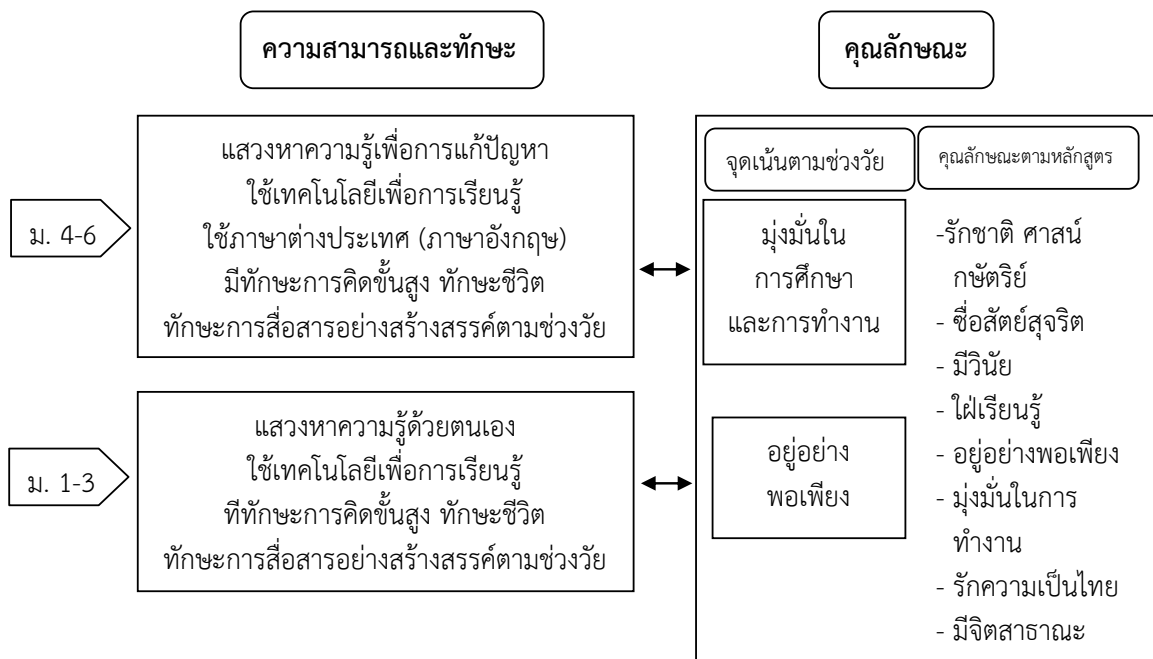 ความสามารถและทักษะ
คุณลักษณะ
ม. 4-6
แสวงหาความรู้เพื่อการแก้ปัญหา
ใช้เทคโนโลยีเพื่อการเรียนรู้
ใช้ภาษาต่างประเทศ (ภาษาอังกฤษ)
มีทักษะการคิดขั้นสูง ทักษะชีวิต
ทักษะการสื่อสารอย่างสร้างสรรค์ตามช่วงวัย
ม. 1-3
แสวงหาความรู้ด้วยตนเอง
ใช้เทคโนโลยีเพื่อการเรียนรู้
ทีทักษะการคิดขั้นสูง ทักษะชีวิต
ทักษะการสื่อสารอย่างสร้างสรรค์ตามช่วงวัย
จุดเน้นตามช่วงวัย
มุ่งมั่นใน
การศึกษา
และการทำงาน
อยู่อย่าง
พอเพียง
คุณลักษณะตามหลักสูตร
-รักชาติ ศาสน์
กษัตริย์
- ซื่อสัตย์สุจริต
- มีวินัย
- ใฝ่เรียนรู้
- อยู่อย่างพอเพียง
- มุ่งมั่นในการ
ทำงาน
- รักความเป็นไทย
- มีจิตสาธาณะ